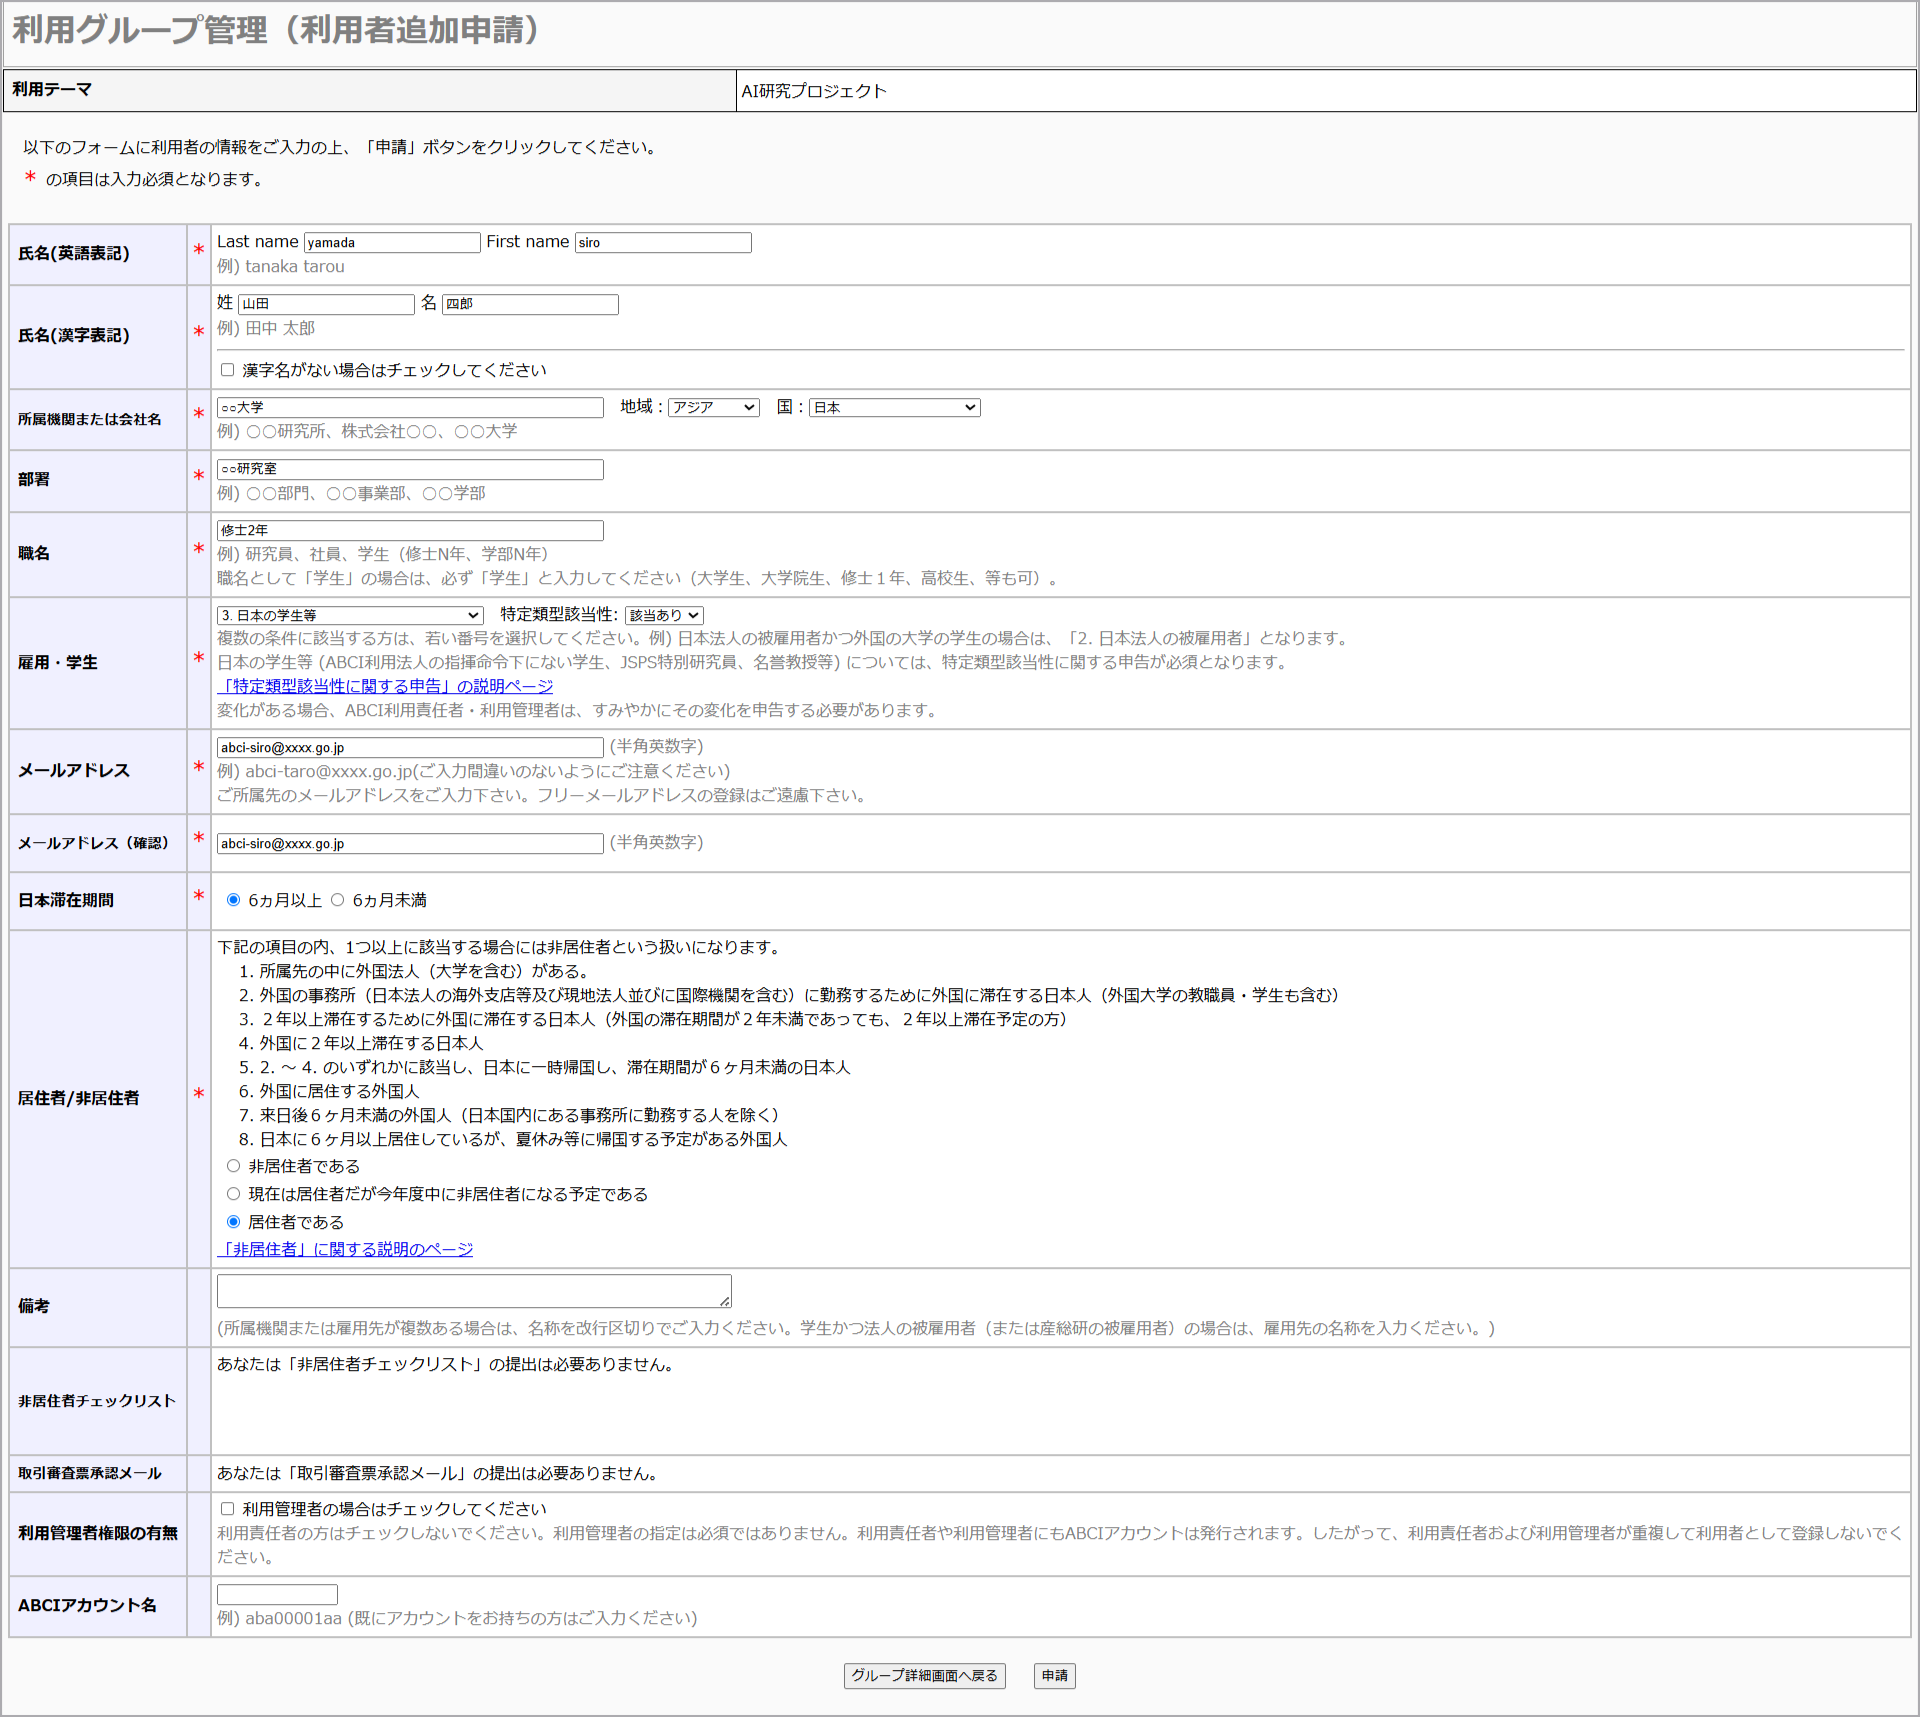 利用グループ管理（利用者追加申請）
利用テーマ AI研究プロジェクト
以下のフォームに利用者の情報をご入力の上、「申請」ボタンをクリックしてください。
* の項目は入力必須となります。
氏名(英語表記) * Last name yamada First name siro
例) tanaka tarou
氏名(漢字表記) * 姓 山田 名 四郎
例) 田中 太郎
漢字名がない場合はチェックしてください
所属機関または会社名 * ○○大学 地域 : アジア 国 : 日本
例) 〇〇研究所、株式会社〇〇、〇〇大学
部署 * ○○研究室
例) 〇〇部門、〇〇事業部、〇〇学部
職名 * 修士2年
例) 研究員、社員、学生（修士N年、学部N年）
職名として「学生」の場合は、必ず「学生」と入力してください（大学生、大学院生、修士１年、高校生、等も可）。
雇用・学生 * 3. 日本の学生等 特定類型該当性: 該当あり
複数の条件に該当する方は、若い番号を選択してください。例) 日本法人の被雇用者かつ外国の大学の学生の場合は、「2. 日本法人の被雇用者」となります。
日本の学生等 (ABCI利用法人の指揮命令下にない学生、JSPS特別研究員、名誉教授等) については、特定類型該当性に関する申告が必須となります。
「特定類型該当性に関する申告」の説明ページ
変化がある場合、ABCI利用責任者・利用管理者は、すみやかにその変化を申告する必要があります。
メールアドレス * abci-siro@xxxx.go.jp (半角英数字)
例) abci-taro@xxxx.go.jp(ご入力間違いのないようにご注意ください)
ご所属先のメールアドレスをご入力下さい。フリーメールアドレスの登録はご遠慮下さい。
メールアドレス（確認） * abci-siro@xxxx.go.jp (半角英数字)
日本滞在期間 * 6ヵ月以上 6ヵ月未満
居住者/非居住者 * 下記の項目の内、1つ以上に該当する場合には非居住者という扱いになります。
1. 所属先の中に外国法人（大学を含む）がある。
2. 外国の事務所（日本法人の海外支店等及び現地法人並びに国際機関を含む）に勤務するために外国に滞在する日本人（外国大学の教職員・学生も含む）
3. ２年以上滞在するために外国に滞在する日本人（外国の滞在期間が２年未満であっても、２年以上滞在予定の方）
4. 外国に２年以上滞在する日本人
5. 2. ～ 4. のいずれかに該当し、日本に一時帰国し、滞在期間が６ヶ月未満の日本人
6. 外国に居住する外国人
7. 来日後６ヶ月未満の外国人（日本国内にある事務所に勤務する人を除く）
8. 日本に６ヶ月以上居住しているが、夏休み等に帰国する予定がある外国人
非居住者である
現在は居住者だが今年度中に非居住者になる予定である
居住者である
「非居住者」に関する説明のページ
備考
(所属機関または雇用先が複数ある場合は、名称を改行区切りでご入力ください。学生かつ法人の被雇用者（または産総研の被雇用者）の場合は、雇用先の名称を入力ください。)
非居住者チェックリスト あなたは「非居住者チェックリスト」の提出は必要ありません。
取引審査票承認メール あなたは「取引審査票承認メール」の提出は必要ありません。
利用管理者権限の有無 利用管理者の場合はチェックしてください
利用責任者の方はチェックしないでください。利用管理者の指定は必須ではありません。利用責任者や利用管理者にもABCIアカウントは発行されます。したがって、利用責任者および利用管理者が重複して利用者として登録しないでく
ださい。
ABCIアカウント名
例) aba00001aa (既にアカウントをお持ちの方はご入力ください)
グループ詳細画面へ戻る 申請